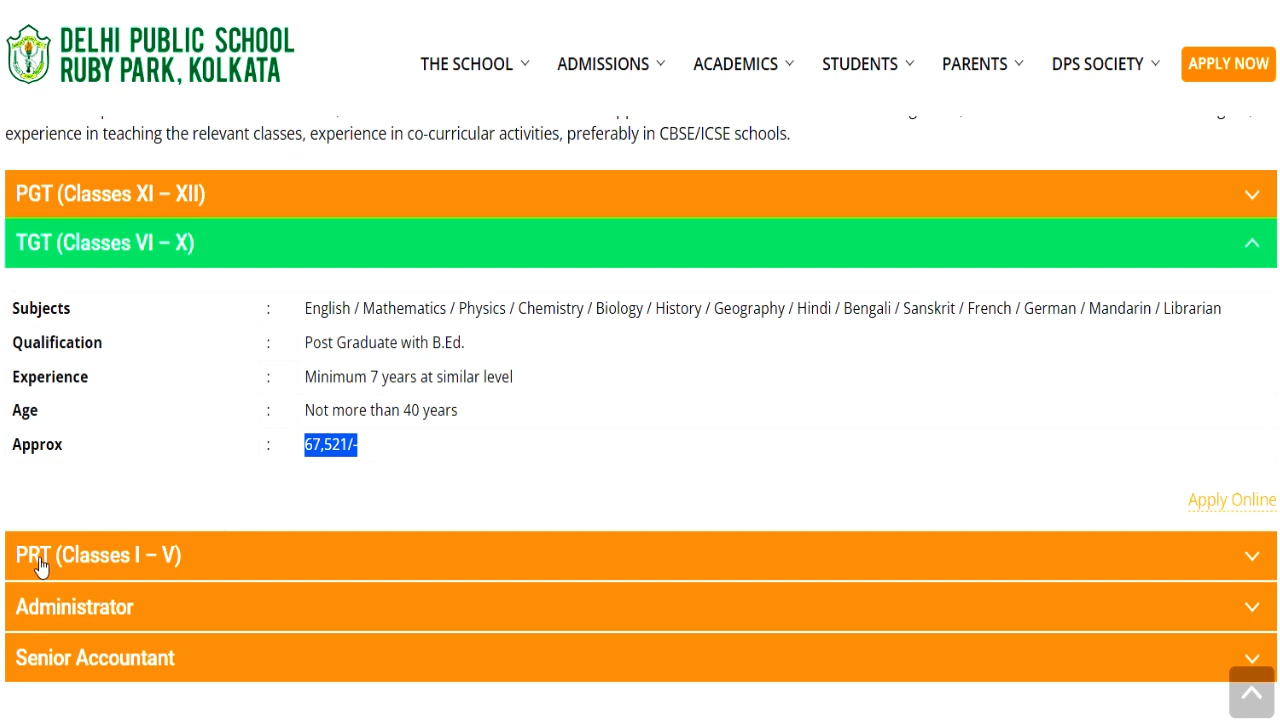 DELHI PUBLIC SCHOOL
RUBY PARK, KOLKATA
THE SCHOOL ADMISSIONS ACADEMICS STUDENTS PARENTS DPS SOCIETY APPLY NOW
experience in teaching the relevant classes, experience in co-curricular activities, preferably in CBSE/ICSE schools.
PGT (Classes XI – XII)
TGT (Classes VI – X)
Subjects : English / Mathematics / Physics / Chemistry / Biology / History / Geography / Hindi / Bengali / Sanskrit / French / German / Mandarin / Librarian
Qualification : Post Graduate with B.Ed.
Experience : Minimum 7 years at similar level
Age : Not more than 40 years
Approx : 67,521/-
Apply Online
PRT (Classes I – V)
Administrator
Senior Accountant